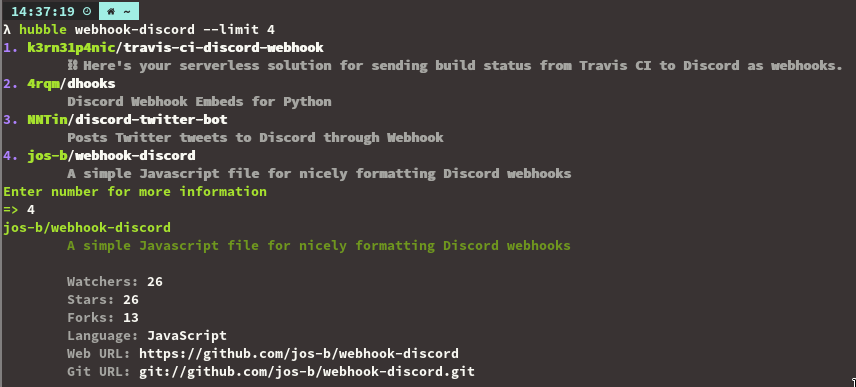 14:37:19 ~
λ hubble webhook-discord --limit 4
1. k3rn31p4nic/travis-ci-discord-webhook
⛓ Here's your serverless solution for sending build status from Travis CI to Discord as webhooks.
2. 4rqm/dhooks
Discord Webhook Embeds for Python
3. NNTin/discord-twitter-bot
Posts Twitter tweets to Discord through Webhook
4. jos-b/webhook-discord
A simple Javascript file for nicely formatting Discord webhooks
Enter number for more information
=> 4
jos-b/webhook-discord
A simple Javascript file for nicely formatting Discord webhooks
Watchers: 26
Stars: 26
Forks: 13
Language: JavaScript
Web URL: https://github.com/jos-b/webhook-discord
Git URL: git://github.com/jos-b/webhook-discord.git